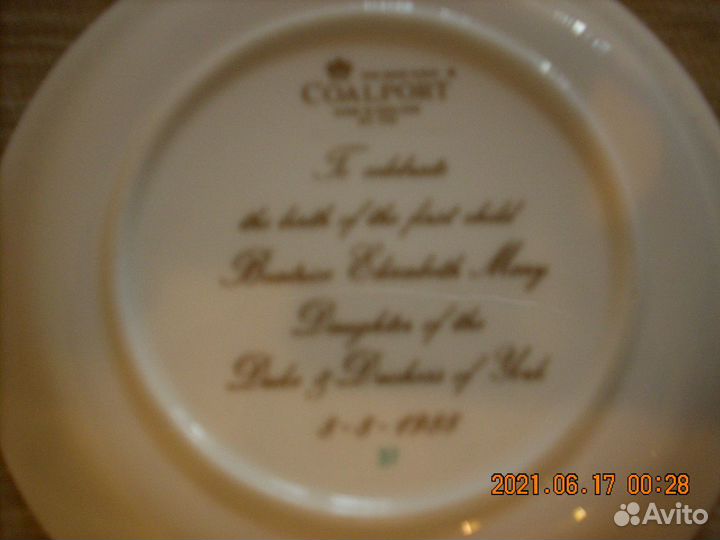 COALPORT
To celebrate
the birth of the first child
Beatrice Elizabeth Mary
Daughter of the
Duke & Duchess of York
8-8-1988
2021.06.17 00:28
Avito